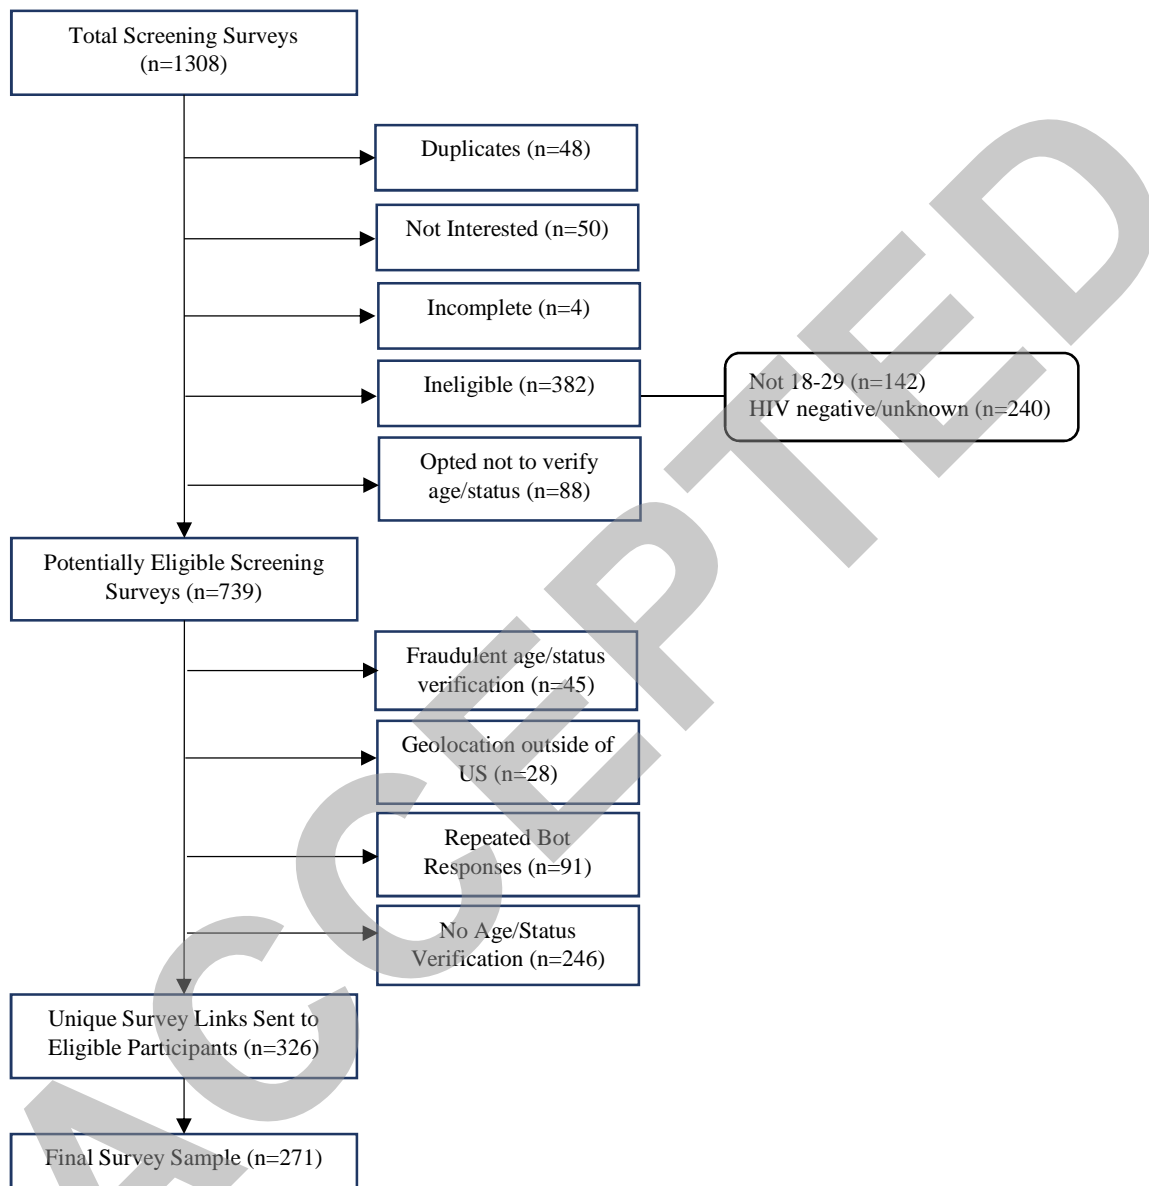 Total Screening Surveys
(n=1308)
Duplicates (n=48)
Not Interested (n=50)
Incomplete (n=4)
Ineligible (n=382)
Not 18-29 (n=142)
HIV negative/unknown (n=240)
Opted not to verify
age/status (n=88)
Potentially Eligible Screening
Surveys (n=739)
Fraudulent age/status
verification (n=45)
Geolocation outside of
US (n=28)
Repeated Bot
Responses (n=91)
No Age/Status
Verification (n=246)
Unique Survey Links Sent to
Eligible Participants (n=326)
Final Survey Sample (n=271)
ACCEPTED